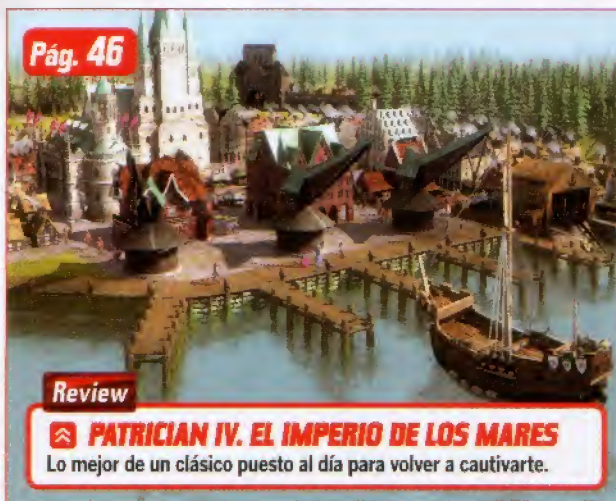 Pág. 46
Review
PATRICIAN IV. EL IMPERIO DE LOS MARES
Lo mejor de un clásico puesto al día para volver a cautivarte.